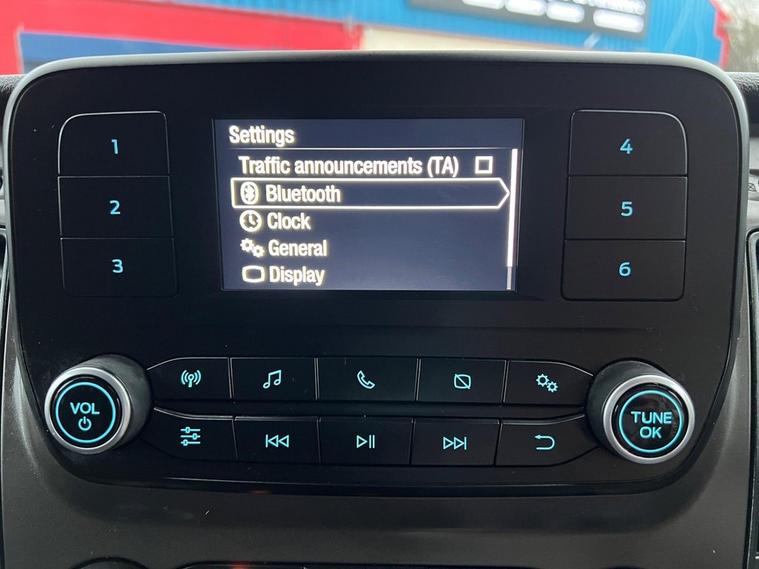 Settings
Traffic announcements (TA)
Bluetooth
Clock
General
Display
1
2
3
4
5
6
VOL
TUNE
OK